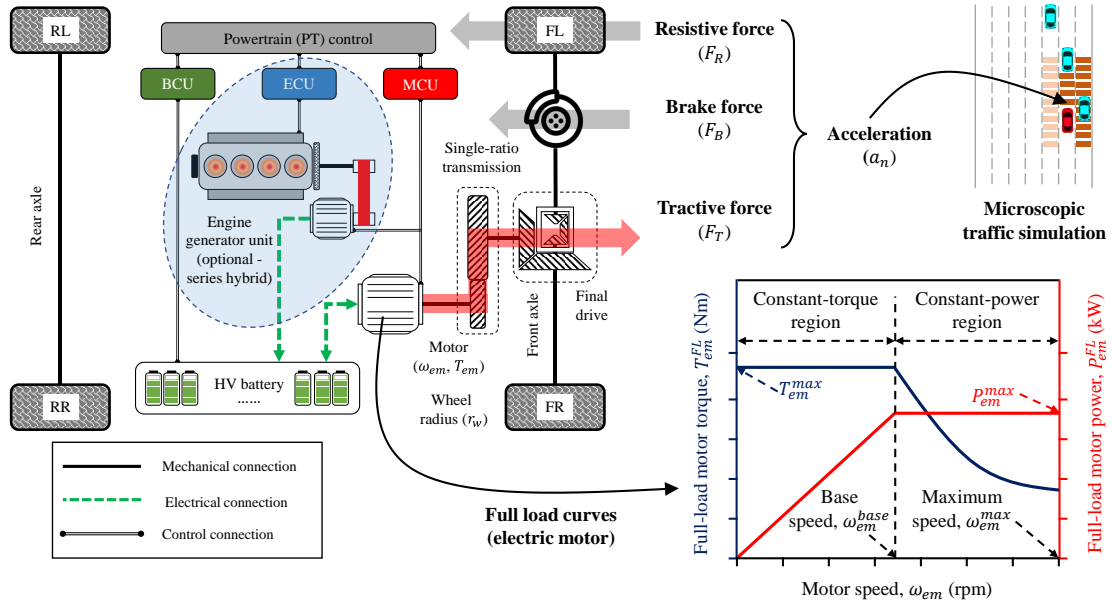 RL
Powertrain (PT) control
FL
BCU
ECU
MCU
Resistive force
(F_R)
Brake force
(F_B)
Acceleration
(a_n)
Tractive force
(F_T)
Microscopic
traffic simulation
Single-ratio
transmission
Rear axle
Engine
generator unit
(optional -
series hybrid)
Final
drive
Front axle
Motor
(ω_em, T_em)
Wheel
radius (r_w)
HV battery
......
RR
FR
Mechanical connection
Electrical connection
Control connection
Full load curves
(electric motor)
Constant-torque
region
Constant-power
region
T_em^max
P_em^max
Base
speed, ω_em^base
Maximum
speed, ω_em^max
Full-load motor torque, T_em^FL (Nm)
Full-load motor power, P_em^FL (kW)
Motor speed, ω_em (rpm)